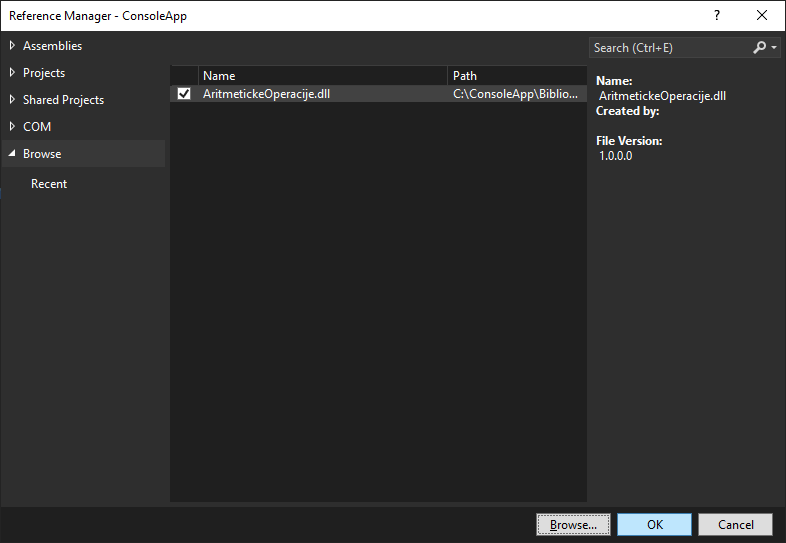 Reference Manager - ConsoleApp
?
Assemblies
Projects
Shared Projects
COM
Browse
Recent
Name Path
AritmetickeOperacije.dll C:\ConsoleApp\Biblio...
Search (Ctrl+E)
Name:
AritmetickeOperacije.dll
Created by:
File Version:
1.0.0.0
Browse... OK Cancel